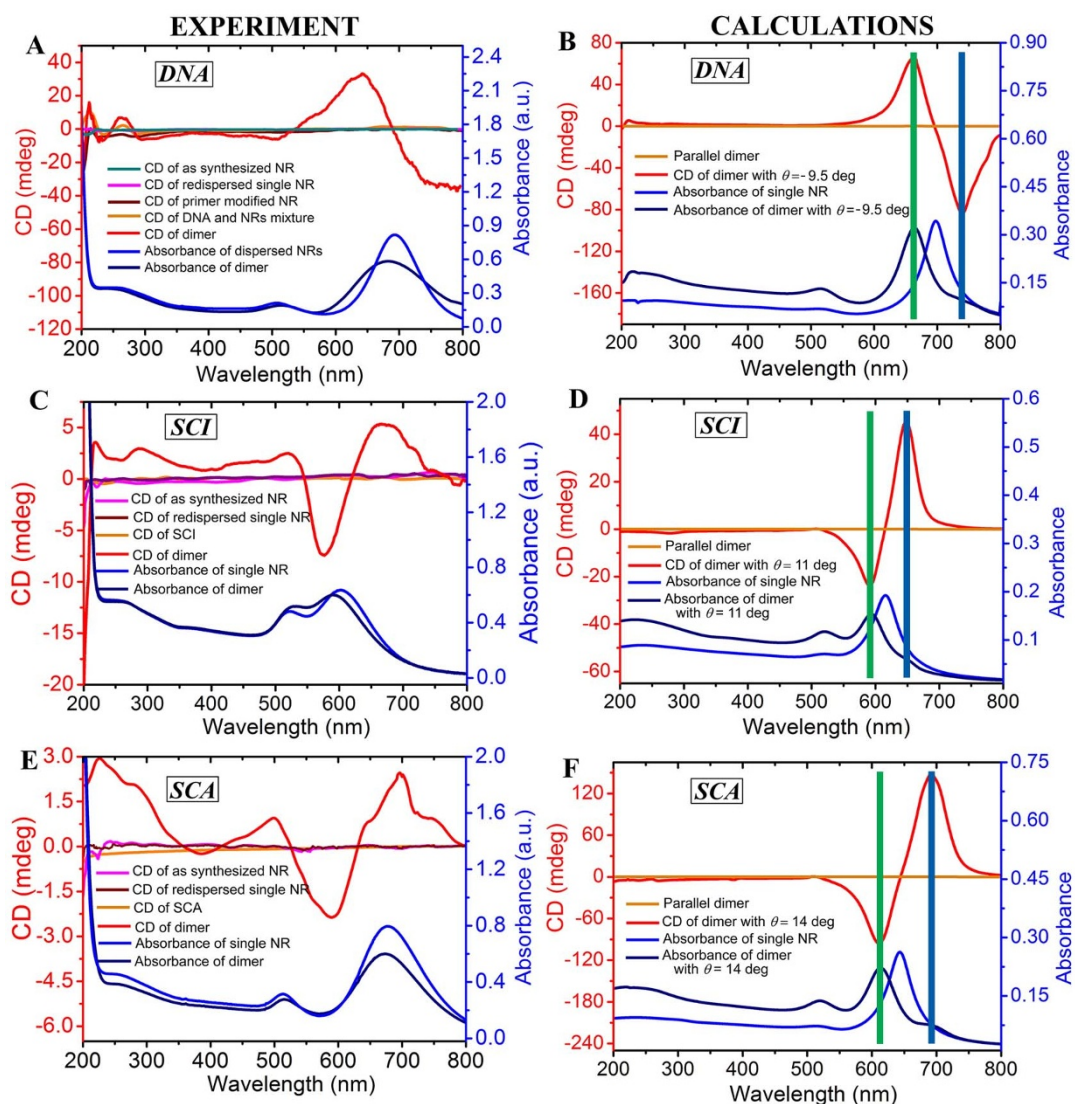 EXPERIMENT
CALCULATIONS
A
DNA
CD (mdeg)
40
20
0
-20
-40
-60
-80
-100
-120
CD of as synthesized NR
CD of redispersed single NR
CD of primer modified NR
CD of DNA and NRs mixture
CD of dimer
Absorbance of dispersed NRs
Absorbance of dimer
2.4
2.1
1.8
1.5
1.2
0.9
0.6
0.3
0.0
Absorbance (a.u.)
200 300 400 500 600 700 800
Wavelength (nm)
B
DNA
CD (mdeg)
80
40
0
-40
-80
-120
-160
Parallel dimer
CD of dimer with θ=-9.5 deg
Absorbance of single NR
Absorbance of dimer with θ=-9.5 deg
0.90
0.75
0.60
0.45
0.30
0.15
Absorbance
200 300 400 500 600 700 800
Wavelength (nm)
C
SCI
CD (mdeg)
5
0
-5
-10
-15
-20
CD of as synthesized NR
CD of redispersed single NR
CD of SCI
CD of dimer
Absorbance of single NR
Absorbance of dimer
2.0
1.6
1.2
0.8
0.4
0.0
Absorbance (a.u.)
200 300 400 500 600 700 800
Wavelength (nm)
D
SCI
CD (mdeg)
40
20
0
-20
-40
-60
Parallel dimer
CD of dimer with θ= 11 deg
Absorbance of single NR
Absorbance of dimer
with θ= 11 deg
0.6
0.5
0.4
0.3
0.2
0.1
Absorbance
200 300 400 500 600 700 800
Wavelength (nm)
E
SCA
CD (mdeg)
3.0
1.5
0.0
-1.5
-3.0
-4.5
-6.0
CD of as synthesized NR
CD of redispersed single NR
CD of SCA
CD of dimer
Absorbance of single NR
Absorbance of dimer
2.0
1.6
1.2
0.8
0.4
0.0
Absorbance (a.u.)
200 300 400 500 600 700 800
Wavelength (nm)
F
SCA
CD (mdeg)
120
60
0
-60
-120
-180
-240
Parallel dimer
CD of dimer with θ= 14 deg
Absorbance of single NR
Absorbance of dimer
with θ= 14 deg
0.75
0.60
0.45
0.30
0.15
Absorbance
200 300 400 500 600 700 800
Wavelength (nm)